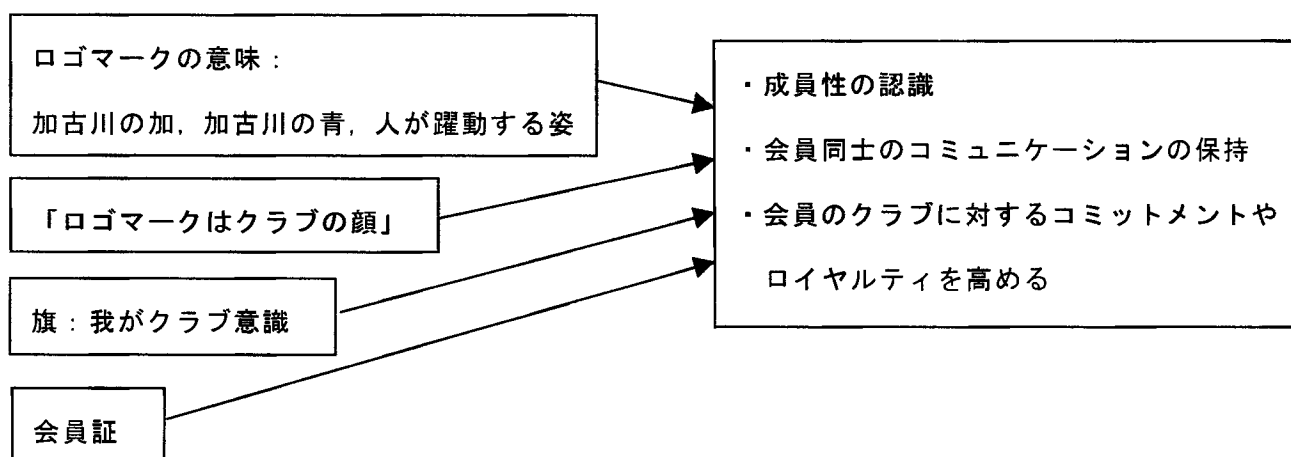 ロゴマークの意味：
加古川の加，加古川の青，人が躍動する姿
「ロゴマークはクラブの顔」
旗：我がクラブ意識
会員証
・成員性の認識
・会員同士のコミュニケーションの保持
・会員のクラブに対するコミットメントや
ロイヤルティを高める